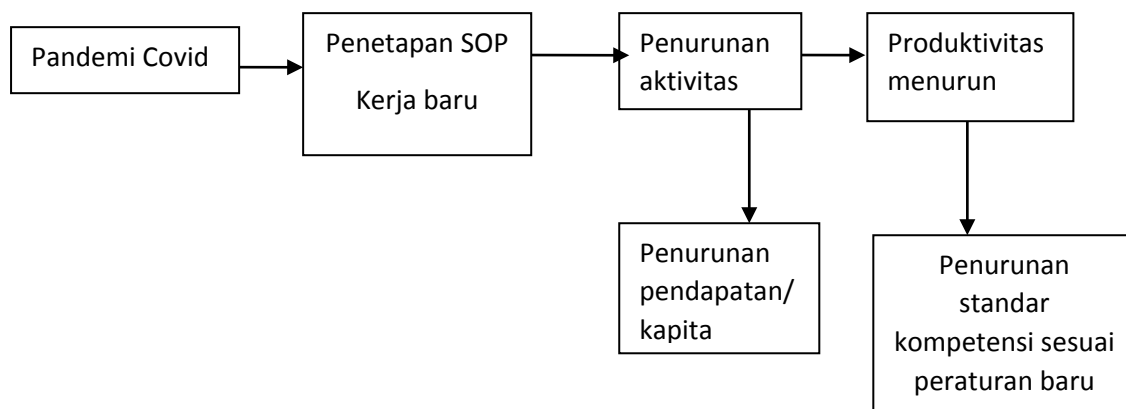 Pandemi Covid
Penetapan SOP
Kerja baru
Penurunan
aktivitas
Produktivitas
menurun
Penurunan
pendapatan/
kapita
Penurunan
standar
kompetensi sesuai
peraturan baru